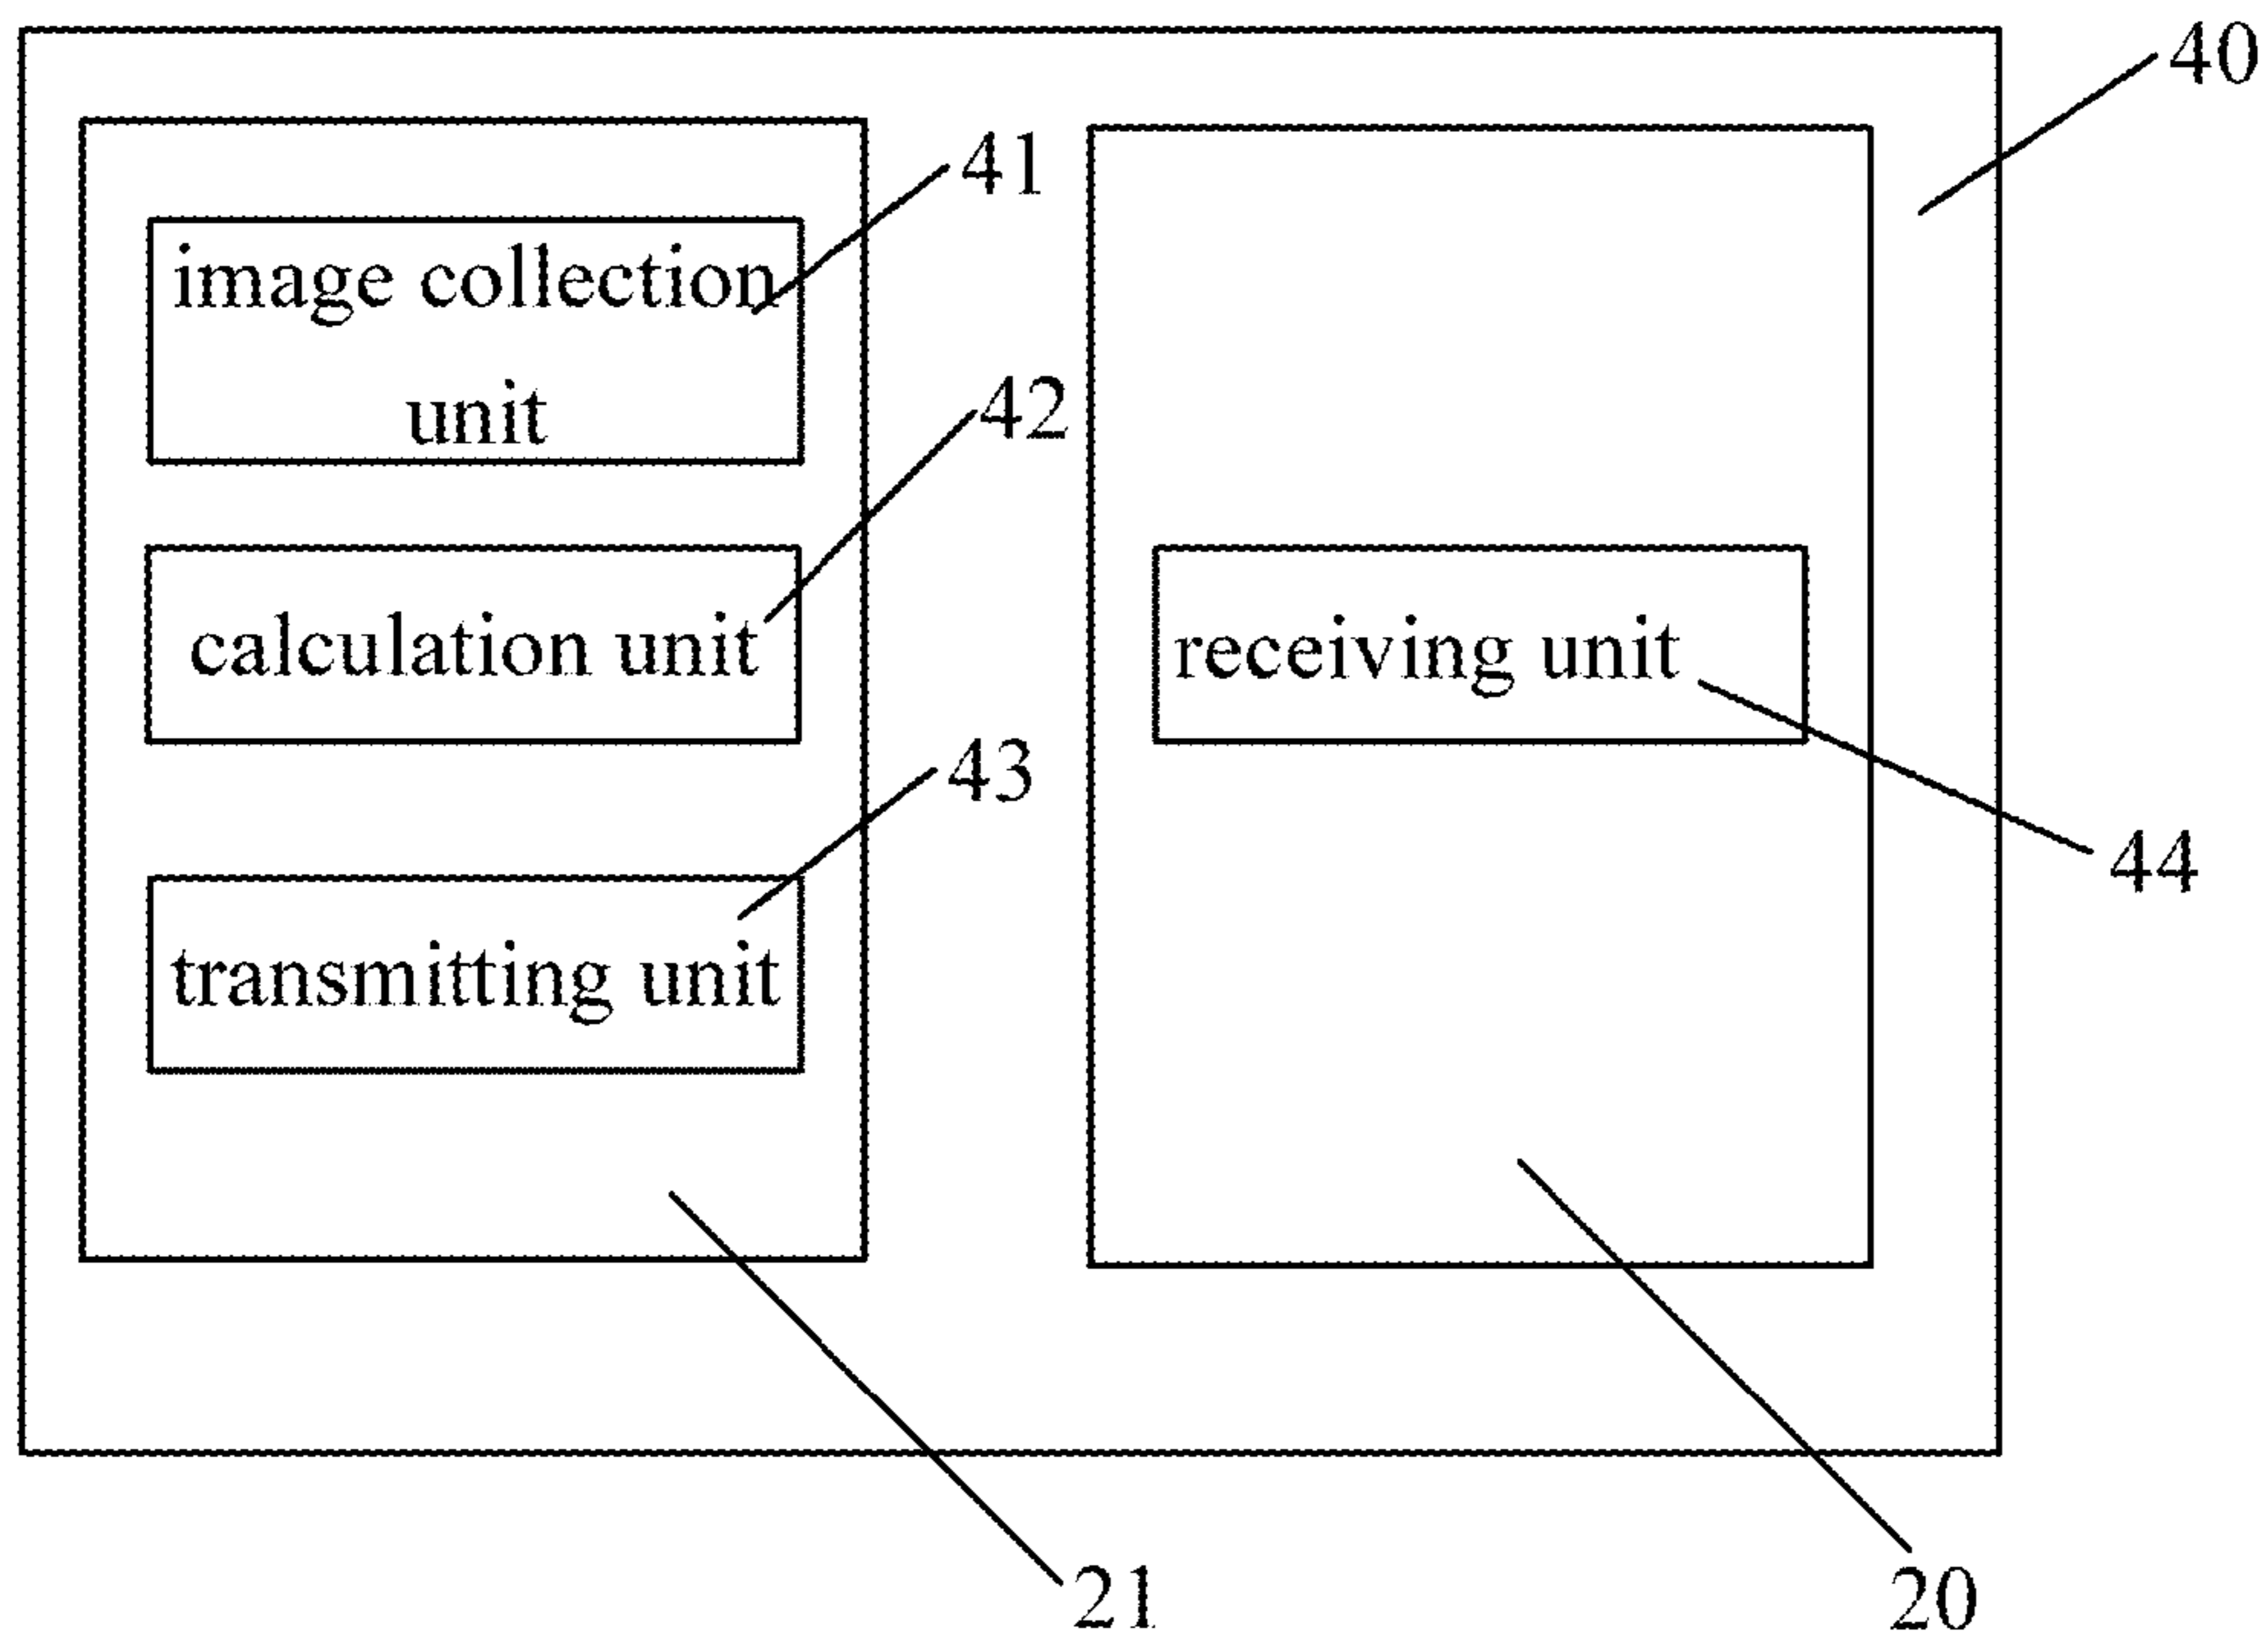 40
41
image collection
unit
42
calculation unit
receiving unit
43
44
transmitting unit
21
20